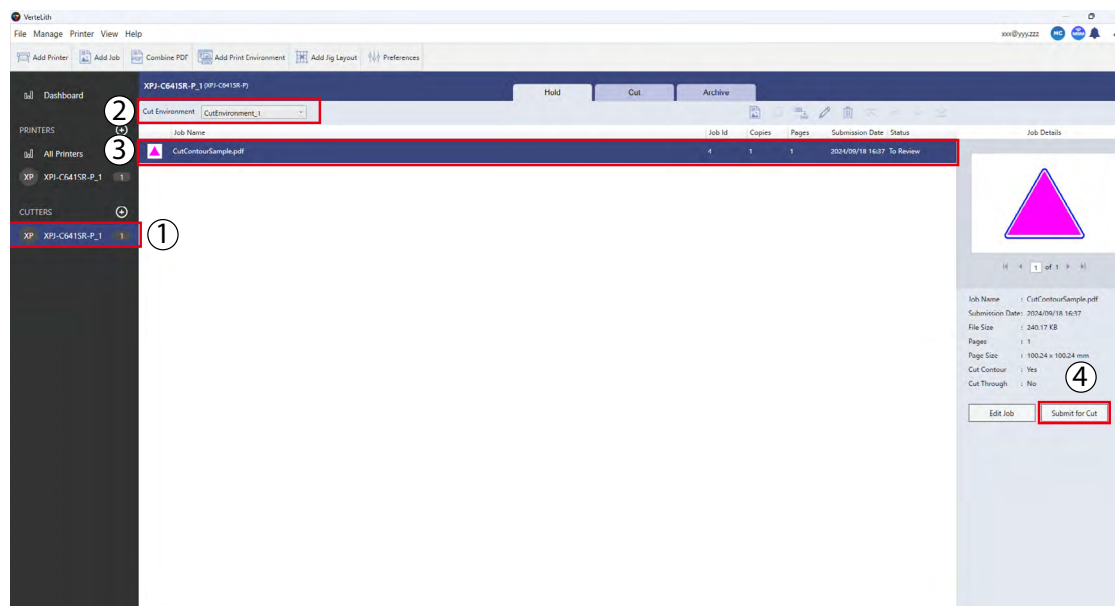 VerteLith
File Manage Printer View Help
xxx@yyy.zzz MC
Add Printer Add Job Combine PDF Add Print Environment Add Jig Layout Preferences
Dashboard
XPJ-C641SR-P_1 (XPJ-C641SR-P)
Hold Cut Archive
② Cut Environment CutEnvironment_1
PRINTERS
Job Name Job Id Copies Pages Submission Date Status
Job Details
All Printers
③ CutContourSample.pdf 4 1 1 2024/09/18 16:37 To Review
XP XPJ-C641SR-P_1 1
CUTTERS
XP XPJ-C641SR-P_1 1 ①
1 of 1
Job Name : CutContourSample.pdf
Submission Date: 2024/09/18 16:37
File Size : 240.17 KB
Pages : 1
Page Size : 100.24 x 100.24 mm
Cut Contour : Yes
Cut Through : No
④
Edit Job Submit for Cut